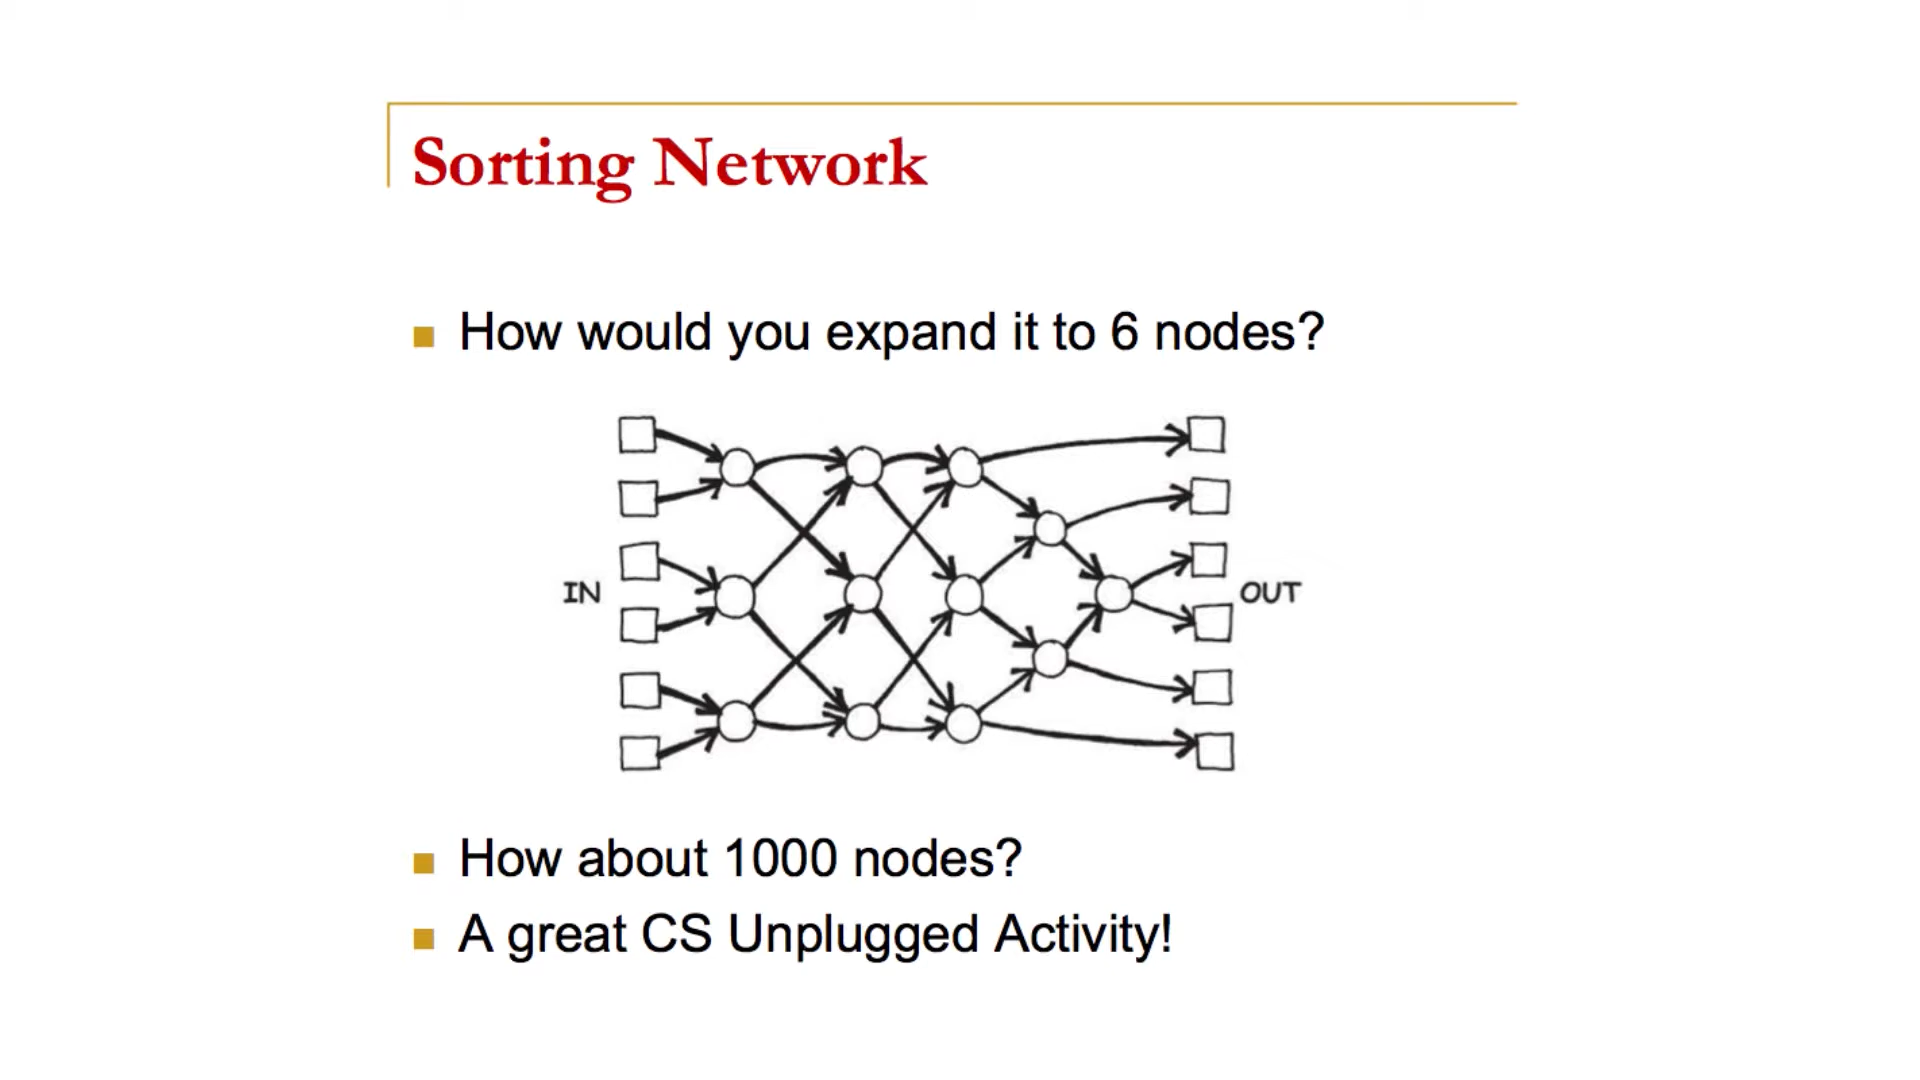 Sorting Network
How would you expand it to 6 nodes?
IN
OUT
How about 1000 nodes?
A great CS Unplugged Activity!